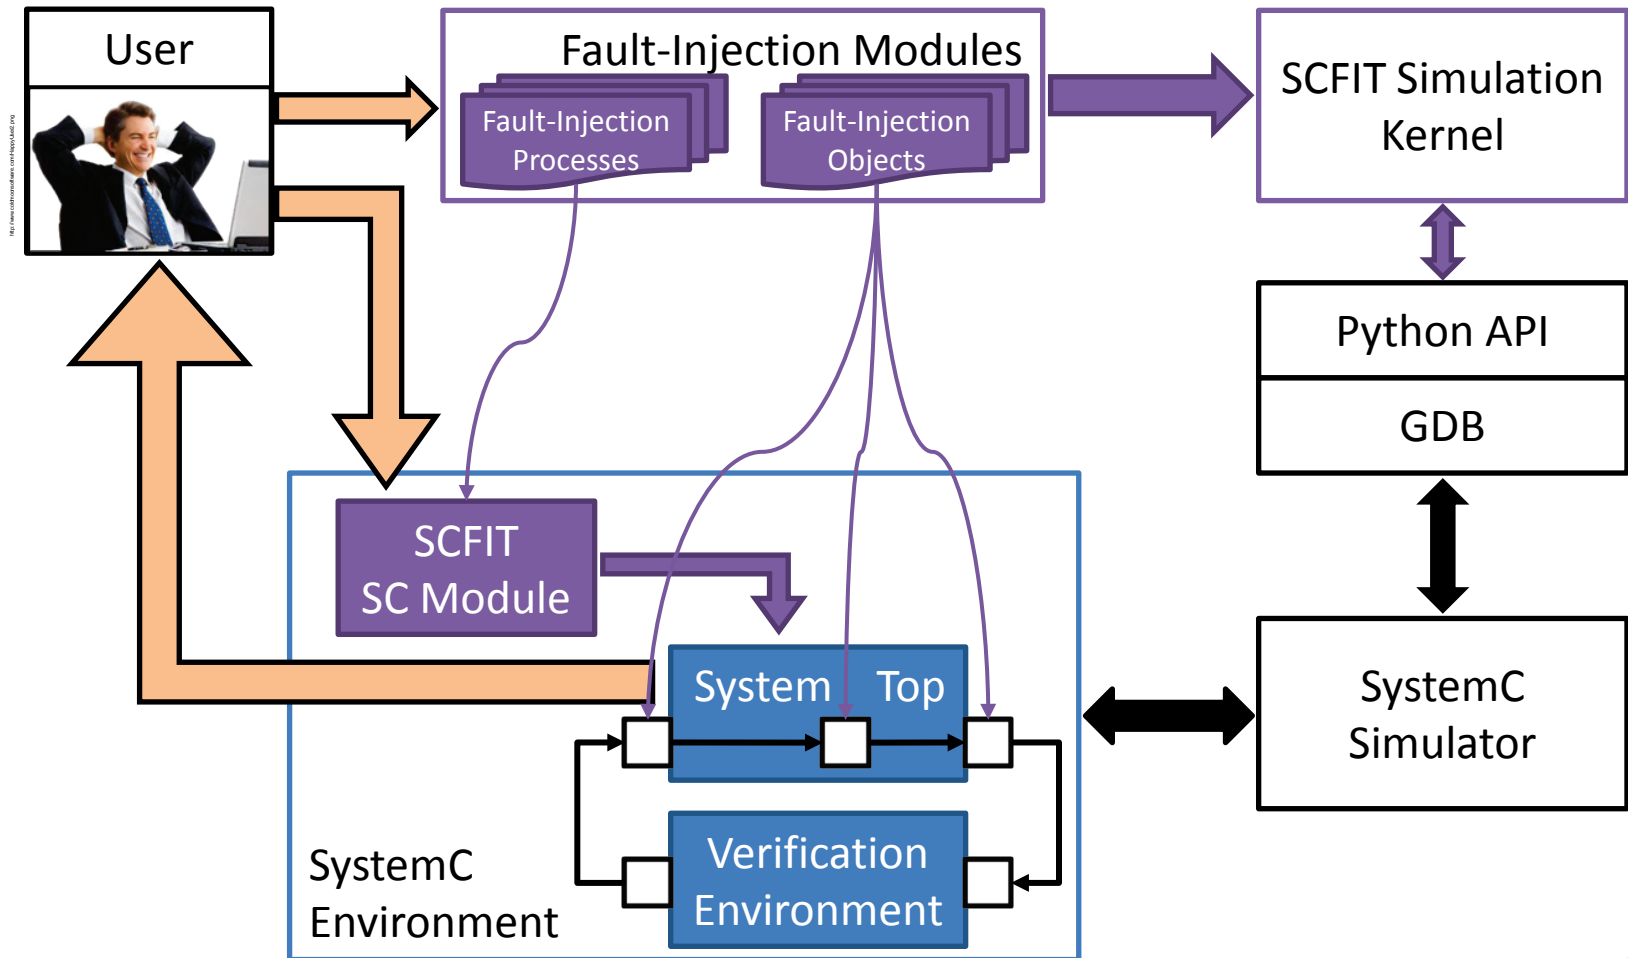 User
Fault-Injection Modules
Fault-Injection
Processes
Fault-Injection
Objects
SCFIT Simulation
Kernel
Python API
GDB
SCFIT
SC Module
System Top
SystemC
Simulator
Verification
Environment
SystemC
Environment